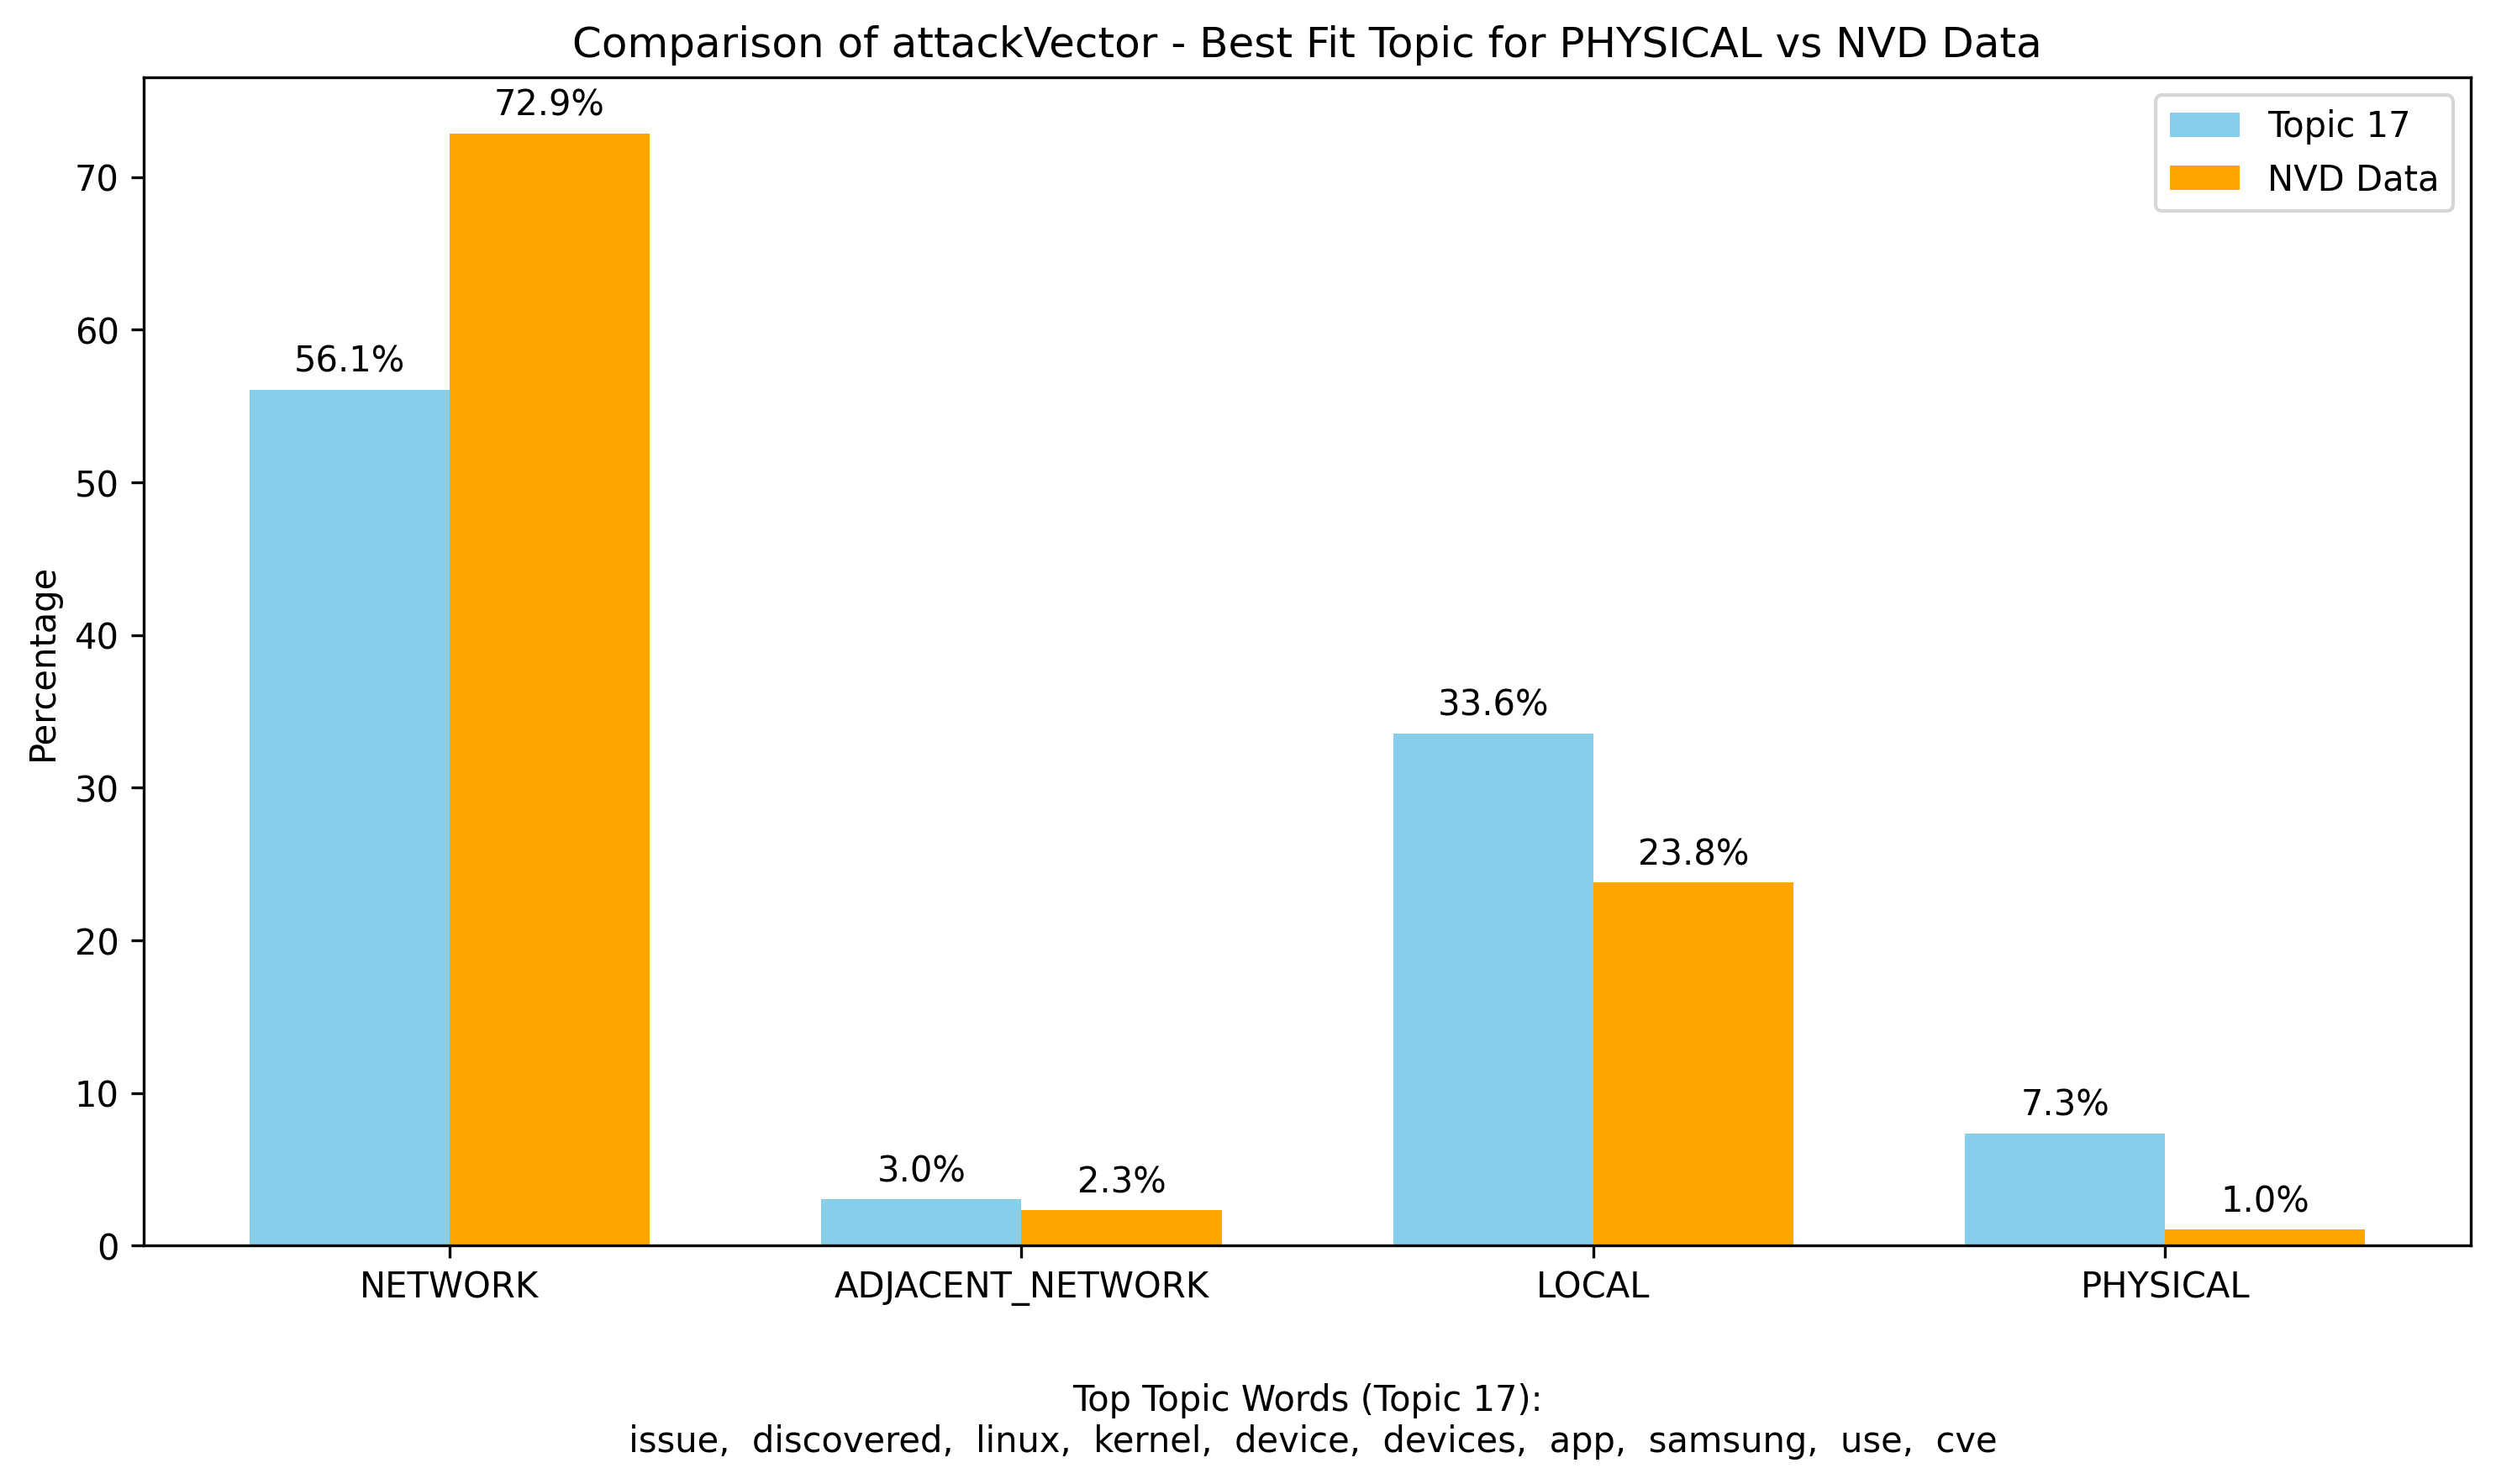 Comparison of attackVector - Best Fit Topic for PHYSICAL vs NVD Data
Topic 17
NVD Data
Percentage
70
60
50
40
30
20
10
0
56.1%
72.9%
3.0%
2.3%
33.6%
23.8%
7.3%
1.0%
NETWORK
ADJACENT_NETWORK
LOCAL
PHYSICAL
Top Topic Words (Topic 17):
issue, discovered, linux, kernel, device, devices, app, samsung, use, cve